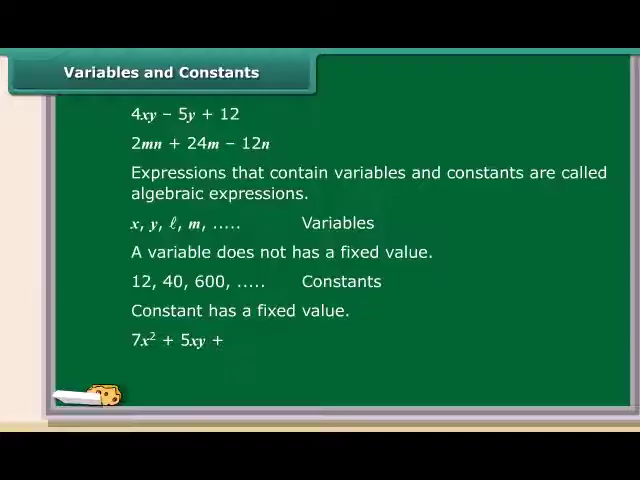 Variables and Constants
4xy – 5y + 12
2mn + 24m – 12n
Expressions that contain variables and constants are called
algebraic expressions.
x, y, ℓ, m, ..... Variables
A variable does not has a fixed value.
12, 40, 600, ..... Constants
Constant has a fixed value.
7x² + 5xy +